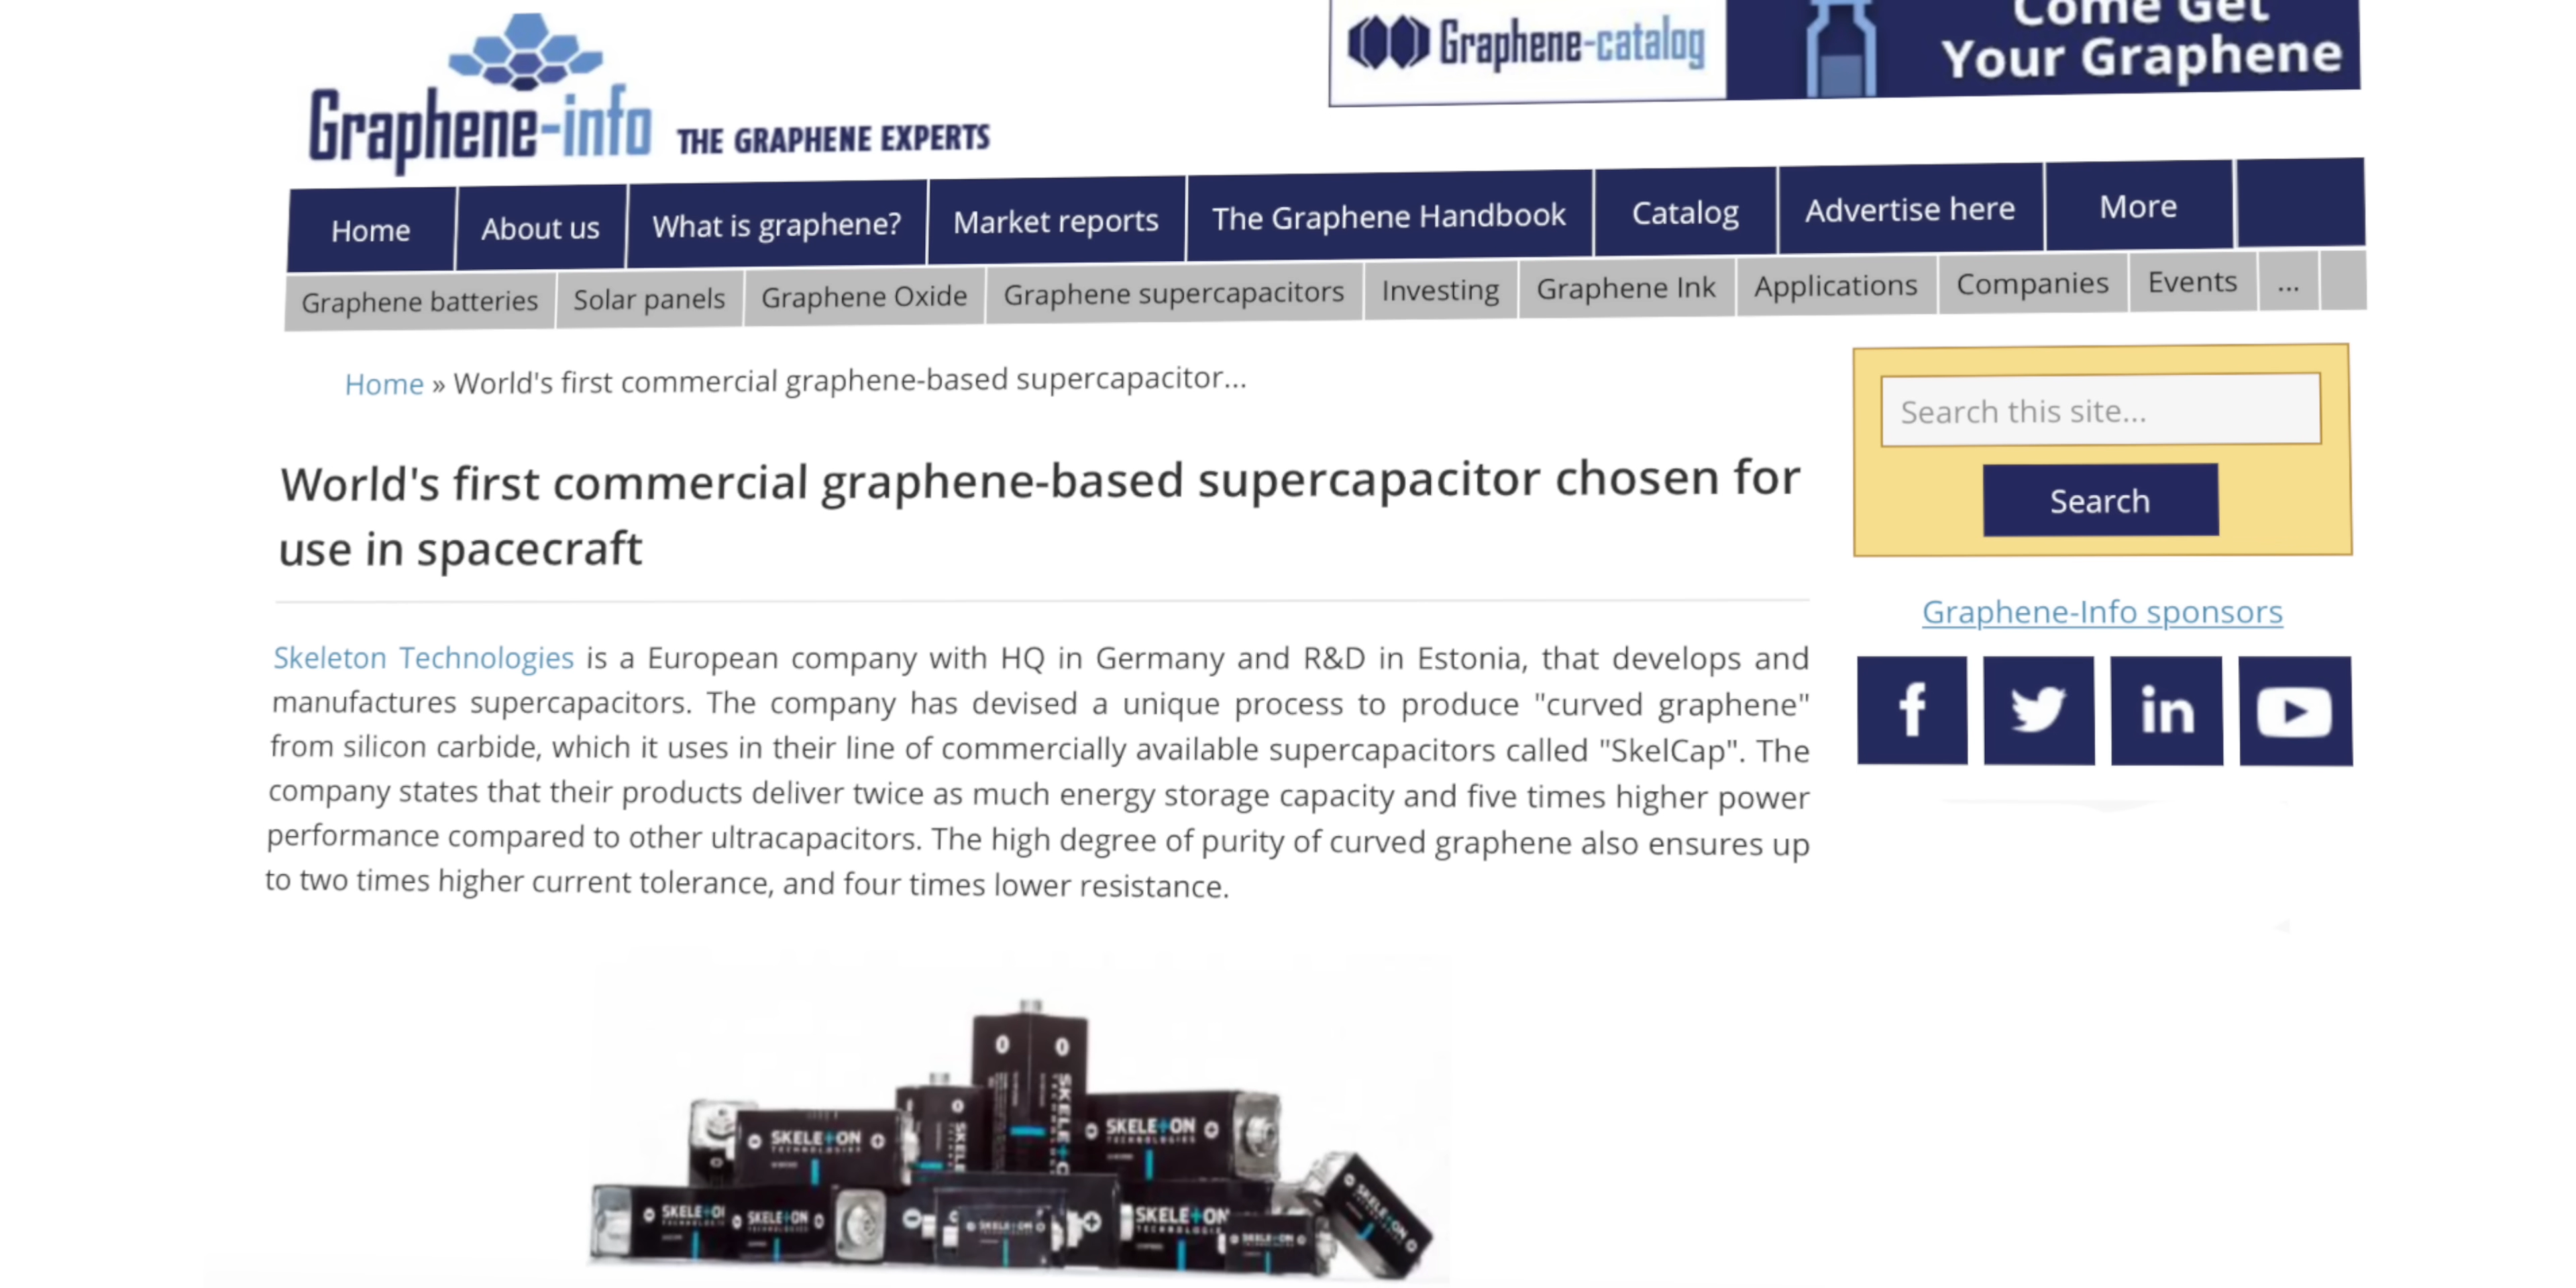 Graphene-info THE GRAPHENE EXPERTS
Graphene-catalog
Come Get
Your Graphene
Home About us What is graphene? Market reports The Graphene Handbook Catalog Advertise here More
Graphene batteries Solar panels Graphene Oxide Graphene supercapacitors Investing Graphene Ink Applications Companies Events ...
Home » World's first commercial graphene-based supercapacitor...
Search this site...
Search
World's first commercial graphene-based supercapacitor chosen for
use in spacecraft
Graphene-Info sponsors
f in
Skeleton Technologies is a European company with HQ in Germany and R&D in Estonia, that develops and
manufactures supercapacitors. The company has devised a unique process to produce "curved graphene"
from silicon carbide, which it uses in their line of commercially available supercapacitors called "SkelCap". The
company states that their products deliver twice as much energy storage capacity and five times higher power
performance compared to other ultracapacitors. The high degree of purity of curved graphene also ensures up
to two times higher current tolerance, and four times lower resistance.
SKELETON
TECHNOLOGIES
SKELETON
TECHNOLOGIES
SKELETON
SKELETON
TECHNOLOGIES
SKELETON
SKELETON
SKELETON